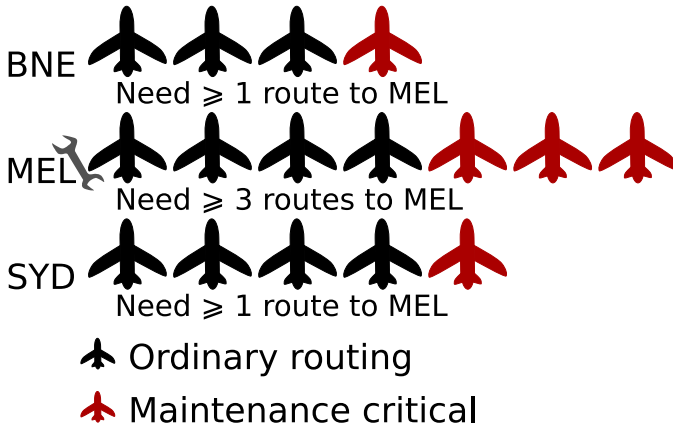 BNE
Need ⩾ 1 route to MEL
MEL
Need ⩾ 3 routes to MEL
SYD
Need ⩾ 1 route to MEL
Ordinary routing
Maintenance critical